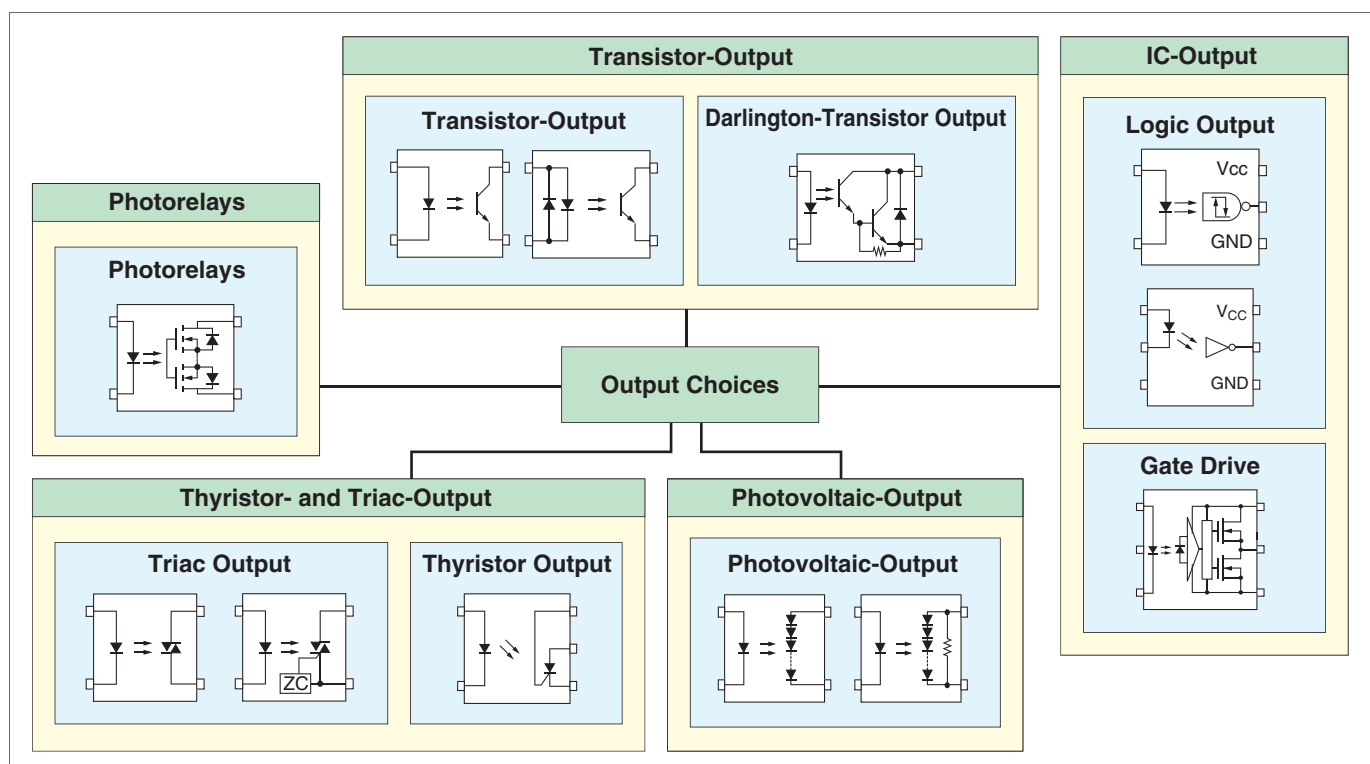 Transistor-Output
Transistor-Output
Darlington-Transistor Output
IC-Output
Logic Output
Vcc
GND
VCC
GND
Gate Drive
Photorelays
Photorelays
Output Choices
Thyristor- and Triac-Output
Triac Output
ZC
Thyristor Output
Photovoltaic-Output
Photovoltaic-Output